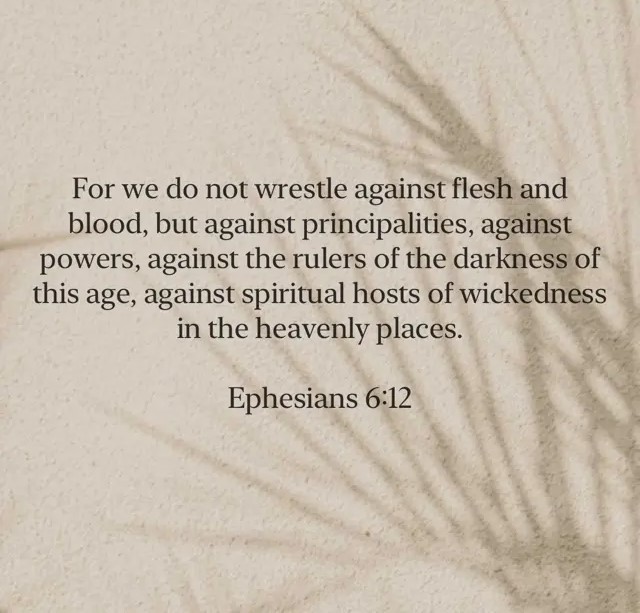 For we do not wrestle against flesh and
blood, but against principalities, against
powers, against the rulers of the darkness of
this age, against spiritual hosts of wickedness
in the heavenly places.
Ephesians 6:12